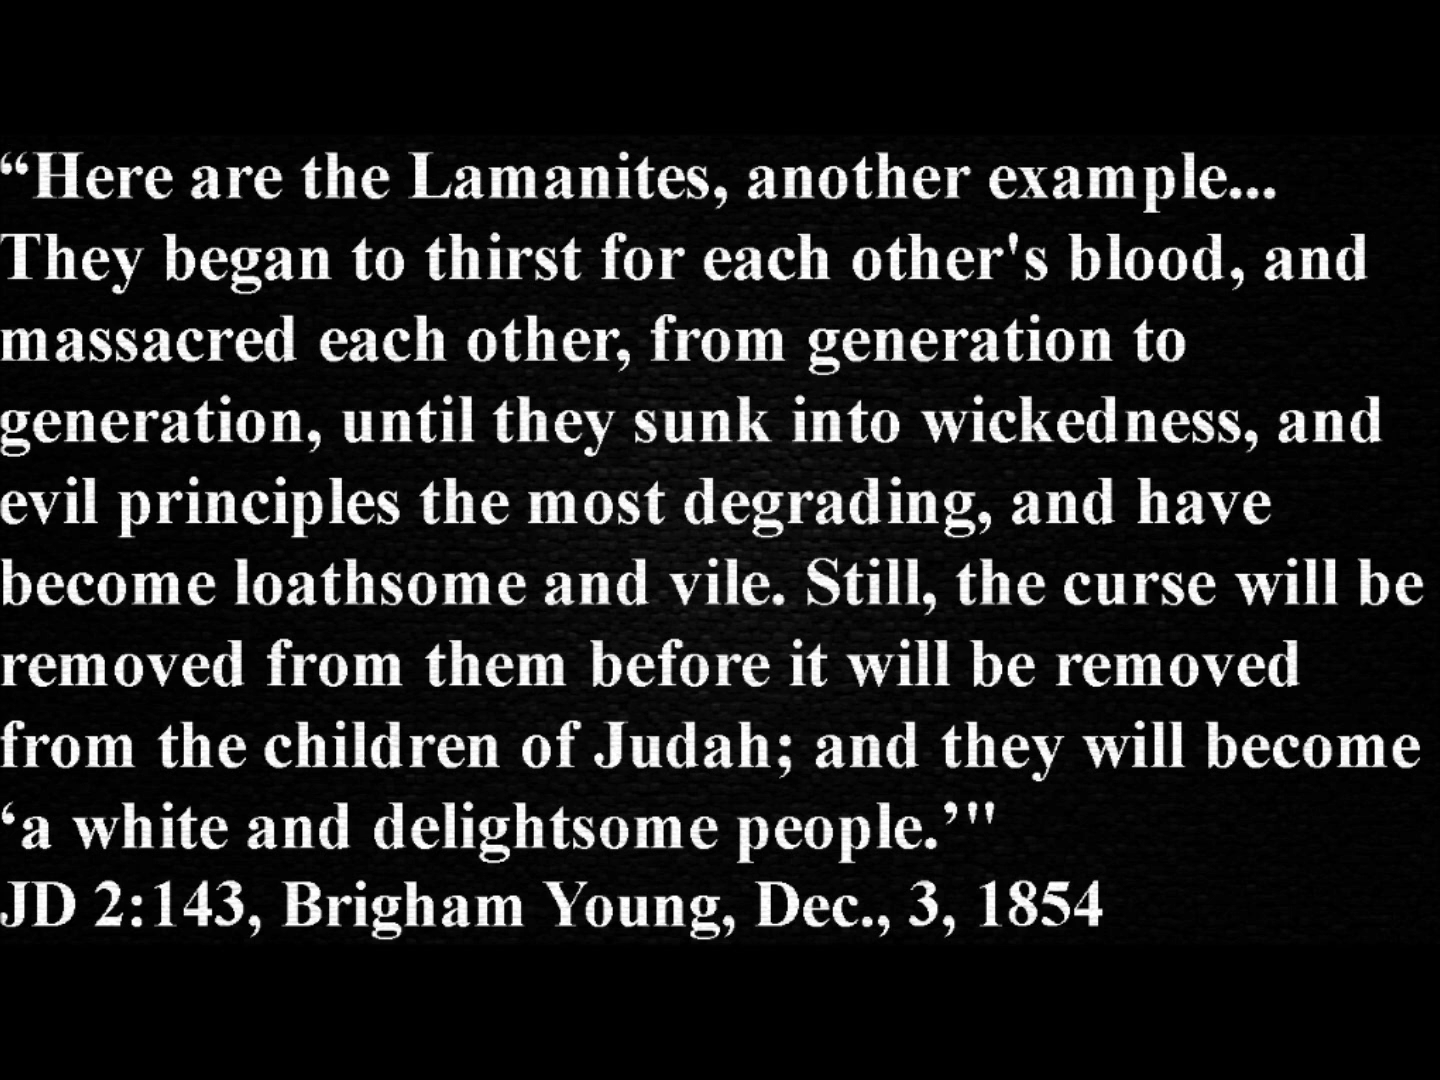 “Here are the Lamanites, another example...
They began to thirst for each other's blood, and
massacred each other, from generation to
generation, until they sunk into wickedness, and
evil principles the most degrading, and have
become loathsome and vile. Still, the curse will be
removed from them before it will be removed
from the children of Judah; and they will become
‘a white and delightsome people.’"
JD 2:143, Brigham Young, Dec., 3, 1854